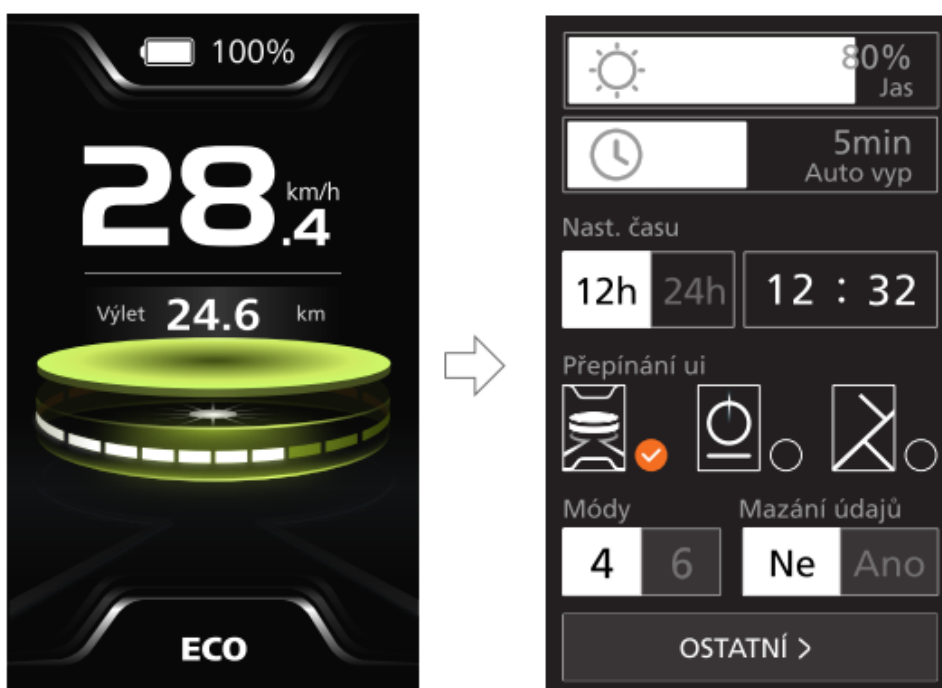 100%
28.4 km/h
Výlet 24.6 km
ECO
80%
Jas
5min
Auto vyp
Nast. času
12h 24h 12 : 32
Přepínání ui
Módy Mazání údajů
4 6 Ne Ano
OSTATNÍ >